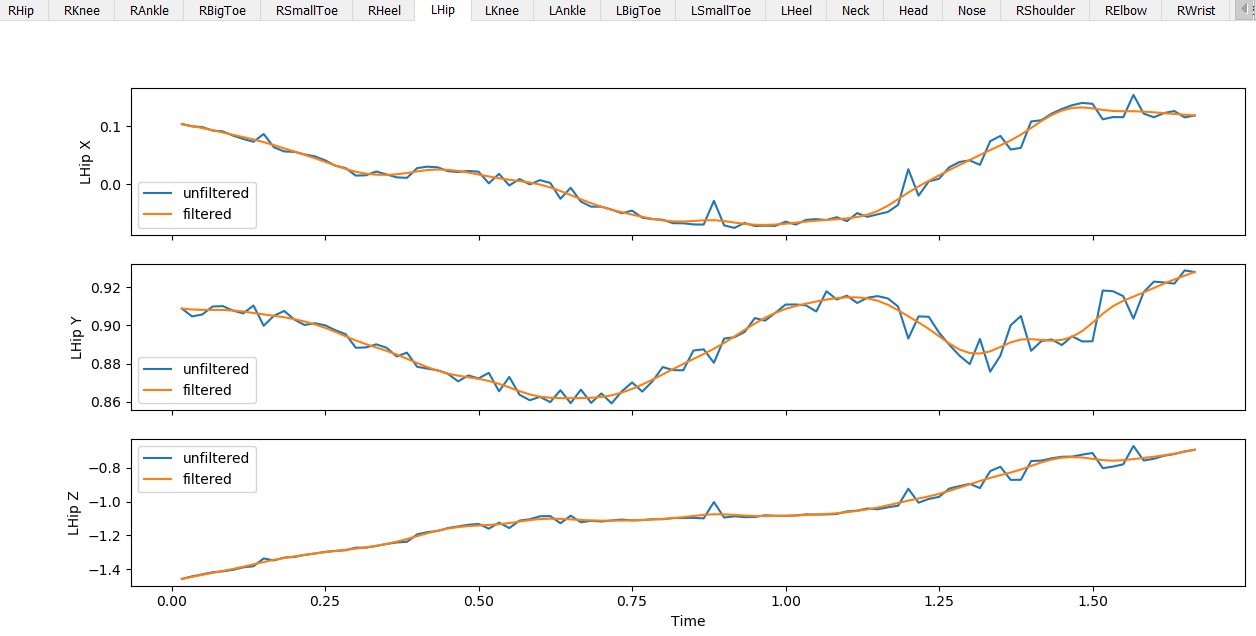 RHip RKnee RAnkle RBigToe RSmallToe RHeel LHip LKnee LAnkle LBigToe LSmallToe LHeel Neck Head Nose RShoulder RElbow RWrist
LHip X
0.1
0.0
unfiltered
filtered
LHip Y
0.92
0.90
0.88
0.86
unfiltered
filtered
LHip Z
−0.8
−1.0
−1.2
−1.4
unfiltered
filtered
0.00 0.25 0.50 0.75 1.00 1.25 1.50
Time